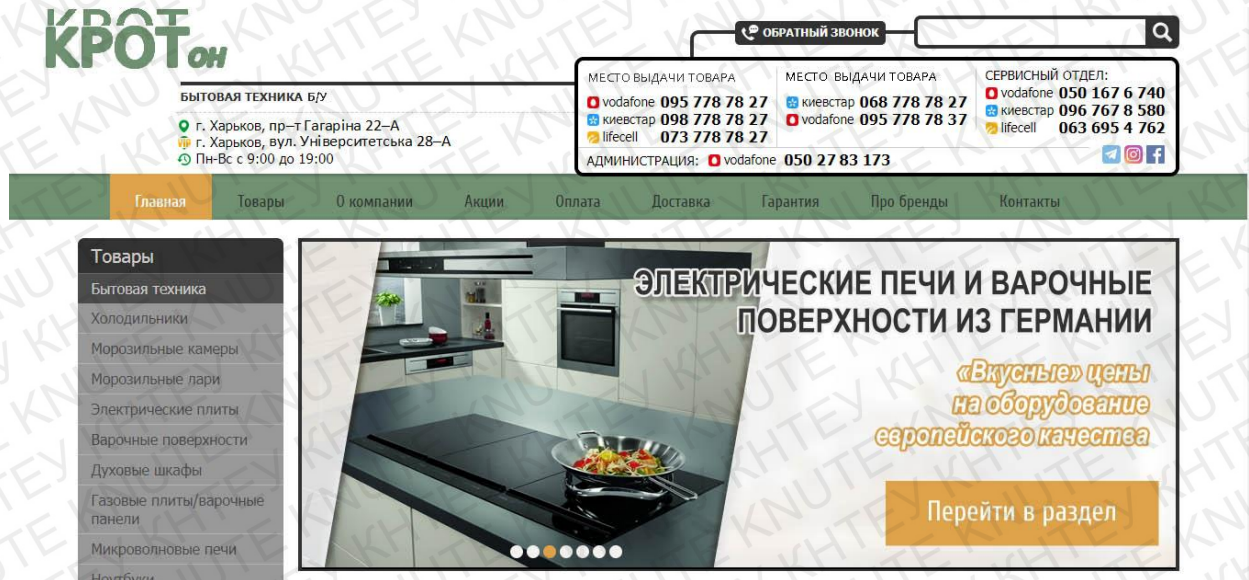 КРОТ
КРОТон
ОБРАТНЫЙ ЗВОНОК
БЫТОВАЯ ТЕХНИКА Б/У
г. Харьков, пр–т Гагаріна 22–А
г. Харьков, вул. Університетська 28–А
Пн-Вс с 9:00 до 19:00
МЕСТО ВЫДАЧИ ТОВАРА
vodafone 095 778 78 27
киевстар 098 778 78 27
lifecell 073 778 78 27
МЕСТО ВЫДАЧИ ТОВАРА
киевстар 068 778 78 27
vodafone 095 778 78 37
СЕРВИСНЫЙ ОТДЕЛ:
vodafone 050 167 6 740
киевстар 096 767 8 580
lifecell 063 695 4 762
АДМИНИСТРАЦИЯ: vodafone 050 27 83 173
Главная Товары О компании Акции Оплата Доставка Гарантия Про бренды Контакты
Товары
Бытовая техника
Холодильники
Морозильные камеры
Морозильные лари
Электрические плиты
Варочные поверхности
Духовые шкафы
Газовые плиты/варочные
панели
Микроволновые печи
Ноутбуки
ЭЛЕКТРИЧЕСКИЕ ПЕЧИ И ВАРОЧНЫЕ
ПОВЕРХНОСТИ ИЗ ГЕРМАНИИ
«Вкусные» цены
на оборудование
европейского качества
Перейти в раздел
KNUTE KHTEY